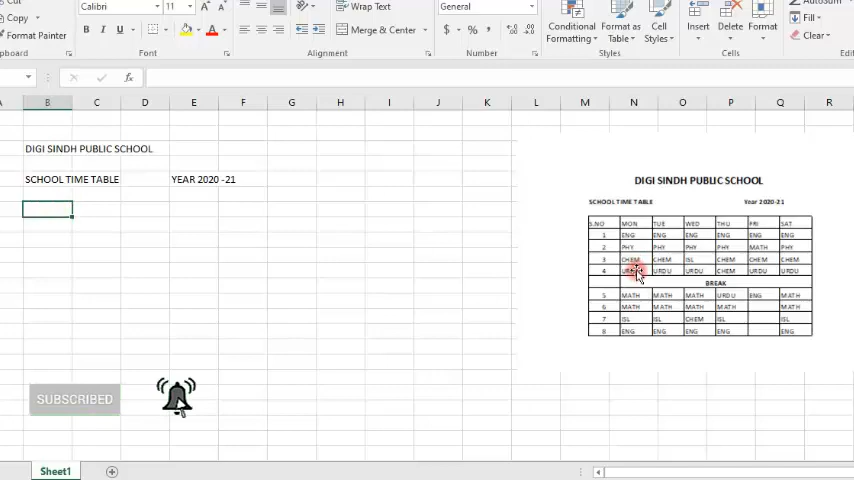 Cut
Copy
Format Painter
Calibri 11 A A Wrap Text General
B I U A Merge & Center $ % Conditional Formatting Format as Table Cell Styles Insert Delete Format
AutoSum
Fill
Clear
Font Alignment Number Styles Cells
fx
A B C D E F G H I J K L M N O P Q R
DIGI SINDH PUBLIC SCHOOL
SCHOOL TIME TABLE YEAR 2020 -21
DIGI SINDH PUBLIC SCHOOL
SCHOOL TIME TABLE Year 2020-21
S.NO MON TUE WED THU FRI SAT
1 ENG ENG ENG ENG ENG ENG
2 PHY PHY PHY PHY MATH PHY
3 CHEM CHEM ISL CHEM CHEM CHEM
4 URDU URDU URDU CHEM URDU URDU
BREAK
5 MATH MATH MATH URDU ENG MATH
6 MATH MATH MATH MATH MATH
7 ISL ISL CHEM ISL ISL
8 ENG ENG ENG ENG ENG
SUBSCRIBED
Sheet1